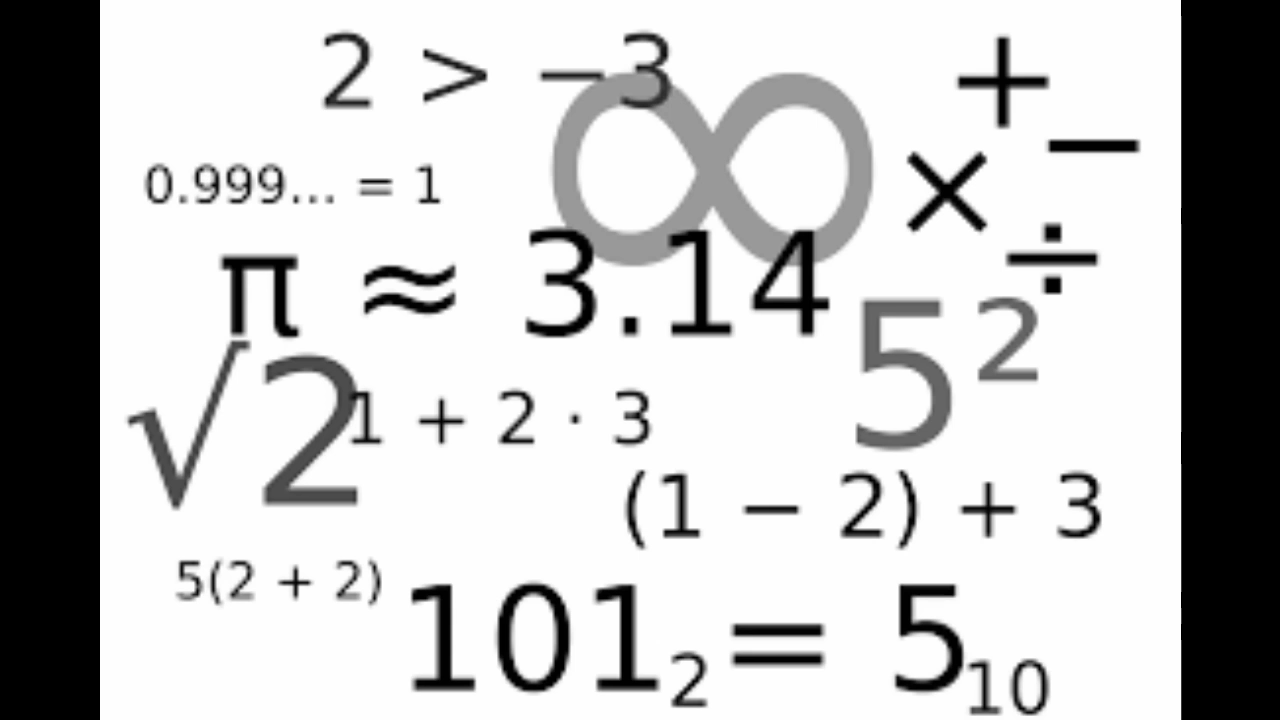 2 > −3
∞
+
−
×
÷
0.999... = 1
π ≈ 3.14
5²
√2
1 + 2 · 3
(1 − 2) + 3
5(2 + 2)
101₂ = 5₁₀